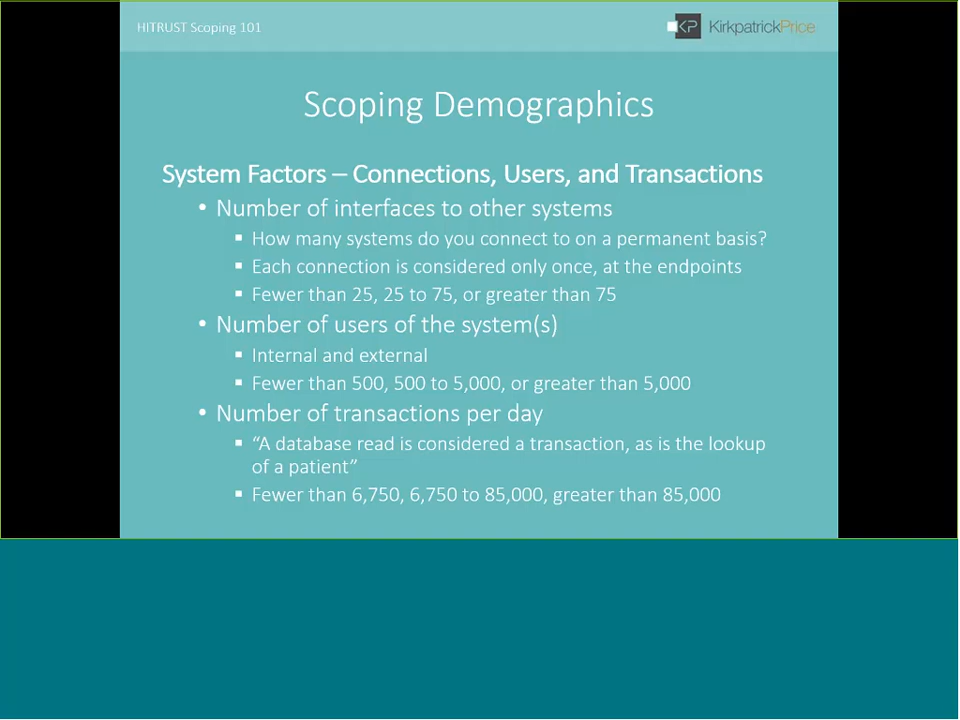 HITRUST Scoping 101
KP KirkpatrickPrice
Scoping Demographics
System Factors – Connections, Users, and Transactions
• Number of interfaces to other systems
▪ How many systems do you connect to on a permanent basis?
▪ Each connection is considered only once, at the endpoints
▪ Fewer than 25, 25 to 75, or greater than 75
• Number of users of the system(s)
▪ Internal and external
▪ Fewer than 500, 500 to 5,000, or greater than 5,000
• Number of transactions per day
▪ “A database read is considered a transaction, as is the lookup
of a patient”
▪ Fewer than 6,750, 6,750 to 85,000, greater than 85,000